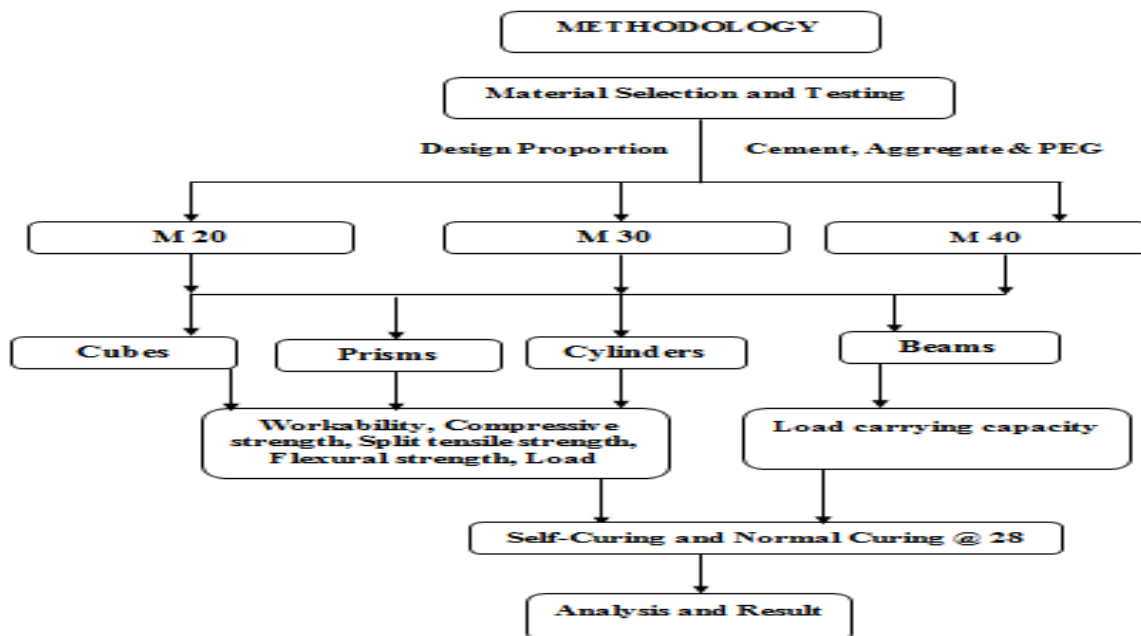 METHODOLOGY
Material Selection and Testing
Design Proportion
Cement, Aggregate & PEG
M 20
M 30
M 40
Cubes
Prisms
Cylinders
Beams
Workability, Compressive
strength, Split tensile strength,
Flexural strength, Load
Load carrying capacity
Self-Curing and Normal Curing @ 28
Analysis and Result